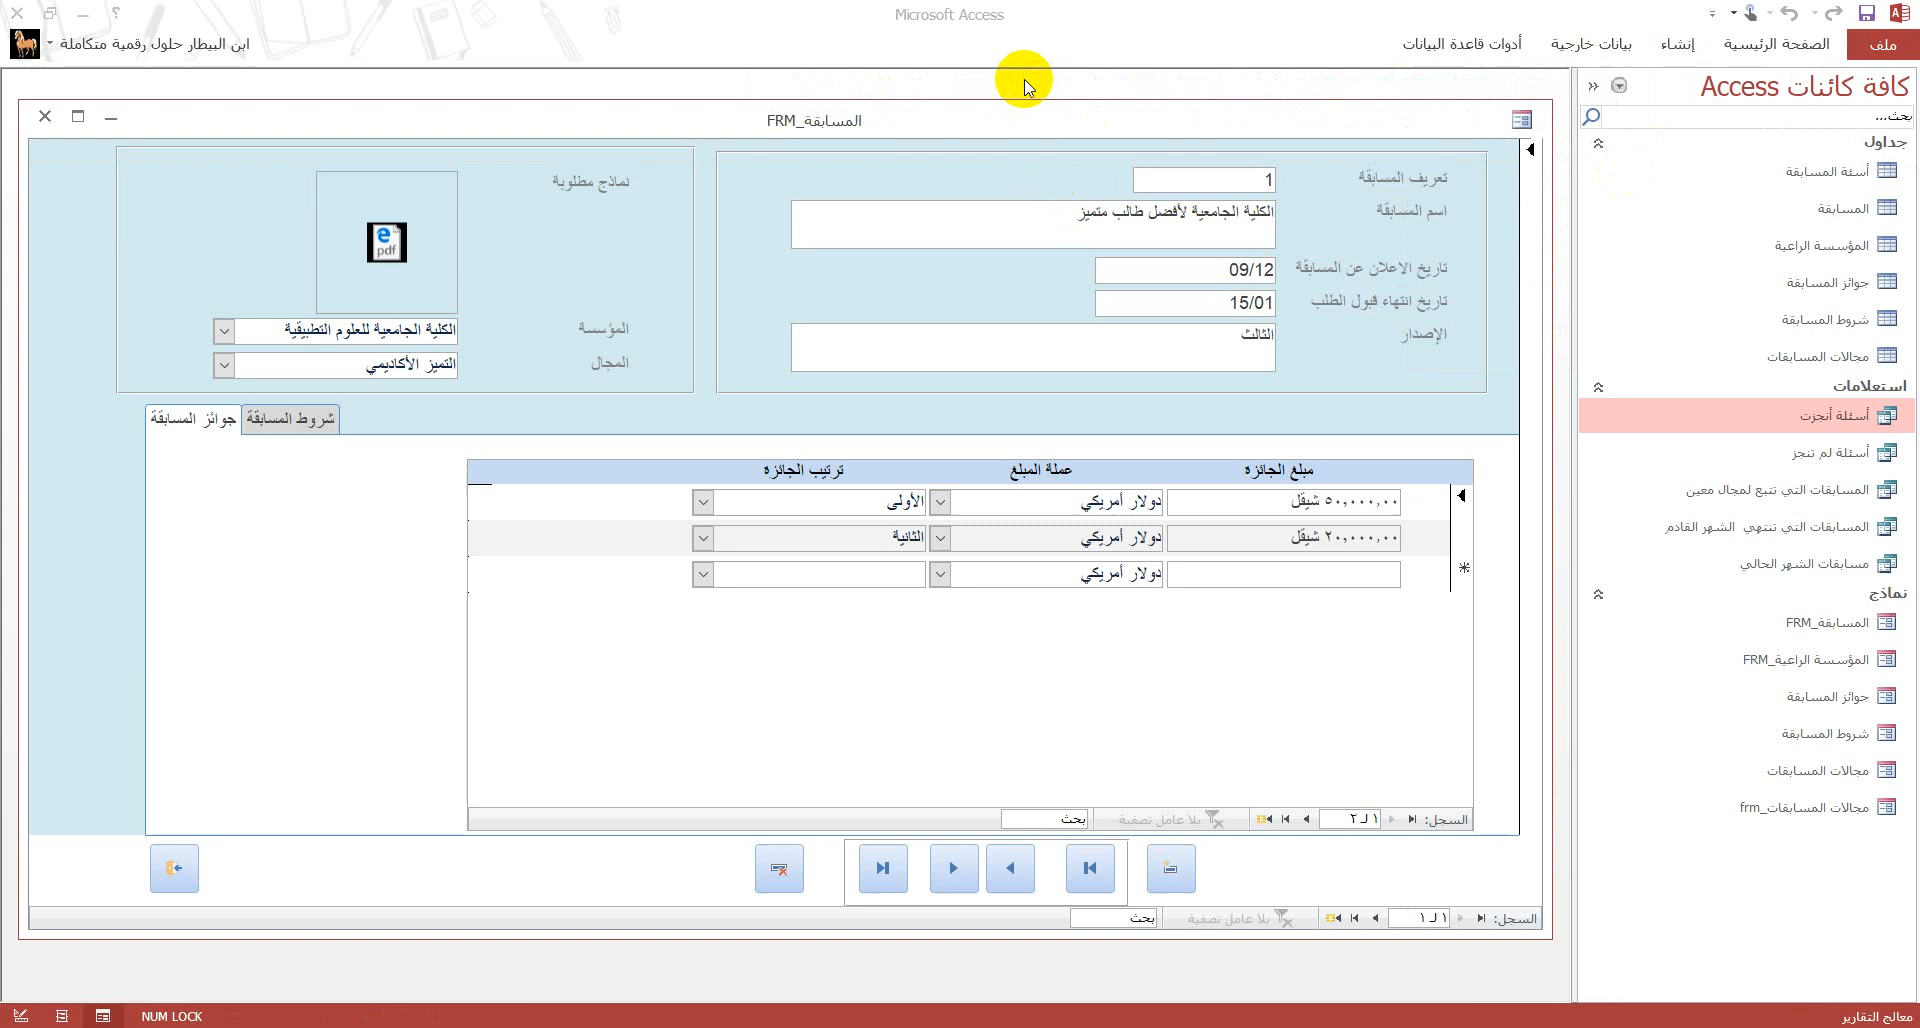 Microsoft Access
ملف
الصفحة الرئيسية
إنشاء
بيانات خارجية
أدوات قاعدة البيانات
ابن البيطار حلول رقمية متكاملة
كافة كائنات Access
بحث...
جداول
أسئة المسابقة
المسابقة
المؤسسة الراعية
جوائز المسابقة
شروط المسابقة
مجالات المسابقات
استعلامات
أسئلة أنجزت
أسئلة لم تنجز
المسابقات التي تتبع لمجال معين
المسابقات التي تنتهي الشهر القادم
مسابقات الشهر الحالي
نماذج
المسابقة_FRM
المؤسسة الراعية_FRM
جوائز المسابقة
شروط المسابقة
مجالات المسابقات
مجالات المسابقات_frm
المسابقة_FRM
تعريف المسابقة 1
اسم المسابقة الكلية الجامعية لأفضل طالب متميز
تاريخ الاعلان عن المسابقة 09/12
تاريخ انتهاء قبول الطلب 15/01
الإصدار الثالث
نماذج مطلوبة
pdf
المؤسسة الكلية الجامعية للعلوم التطبيقية
المجال التميز الأكاديمي
شروط المسابقة
جوائز المسابقة
مبلغ الجائزة عملة المبلغ ترتيب الجائزة
٥٠,٠٠٠,٠٠ شيقل دولار أمريكي الأولى
٢٠,٠٠٠,٠٠ شيقل دولار أمريكي الثانية
دولار أمريكي
السجل: ١ لـ ٢ بلا عامل تصفية بحث
السجل: ١ لـ ١ بلا عامل تصفية بحث
معالج التقارير
NUM LOCK